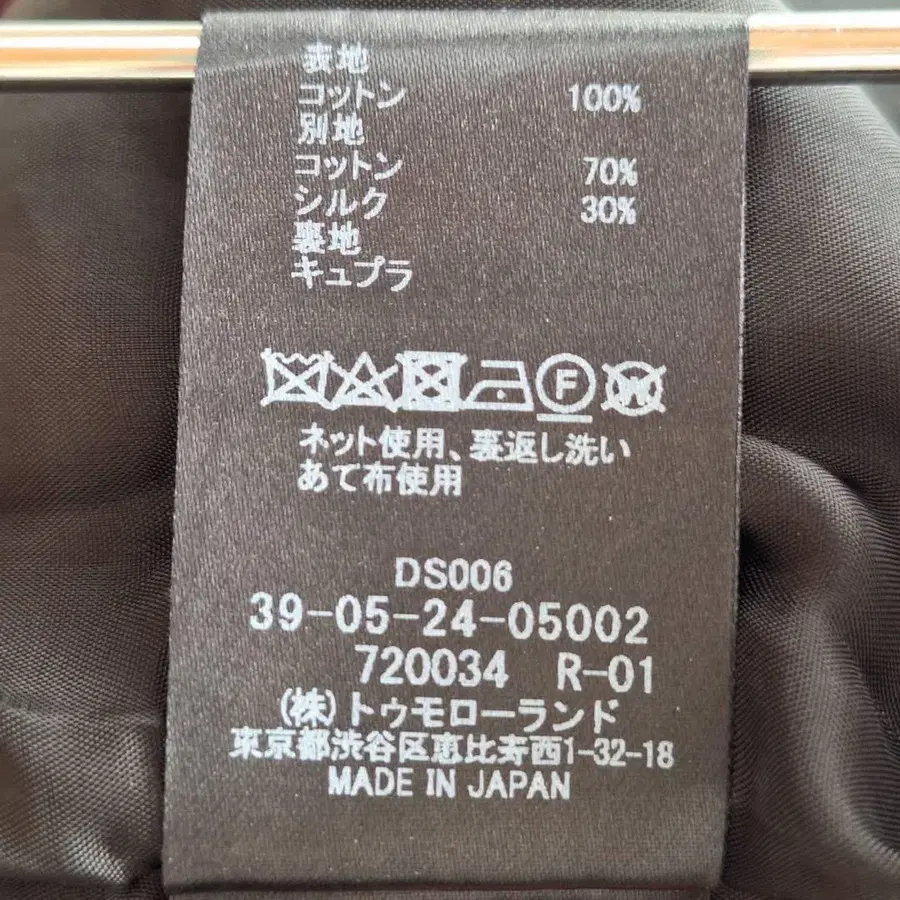 表地
コットン 100%
別地
コットン 70%
シルク 30%
裏地
キュプラ
F W
ネット使用、裏返し洗い
あて布使用
DS006
39-05-24-05002
720034 R-01
(株)トゥモローランド
東京都渋谷区恵比寿西1-32-18
MADE IN JAPAN